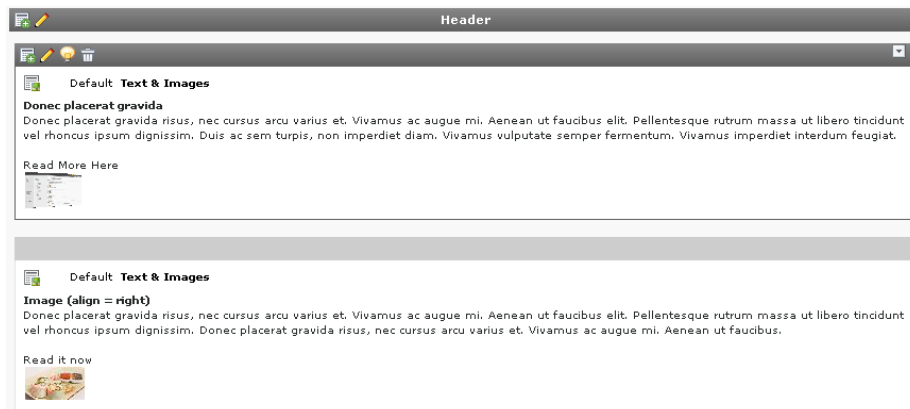 Header
Default Text & Images
Donec placerat gravida
Donec placerat gravida risus, nec cursus arcu varius et. Vivamus ac augue mi. Aenean ut faucibus elit. Pellentesque rutrum massa ut libero tincidunt
vel rhoncus ipsum dignissim. Duis ac sem turpis, non imperdiet diam. Vivamus vulputate semper fermentum. Vivamus imperdiet interdum feugiat.
Read More Here
Default Text & Images
Image (align = right)
Donec placerat gravida risus, nec cursus arcu varius et. Vivamus ac augue mi. Aenean ut faucibus elit. Pellentesque rutrum massa ut libero tincidunt
vel rhoncus ipsum dignissim. Donec placerat gravida risus, nec cursus arcu varius et. Vivamus ac augue mi. Aenean ut faucibus.
Read it now